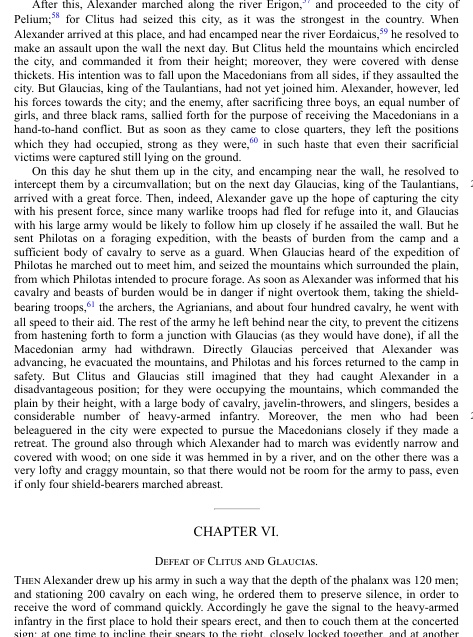 After this, Alexander marched along the river Erigon,57 and proceeded to the city of
Pelium;58 for Clitus had seized this city, as it was the strongest in the country. When
Alexander arrived at this place, and had encamped near the river Eordaicus,59 he resolved to
make an assault upon the wall the next day. But Clitus held the mountains which encircled
the city, and commanded it from their height; moreover, they were covered with dense
thickets. His intention was to fall upon the Macedonians from all sides, if they assaulted the
city. But Glaucias, king of the Taulantians, had not yet joined him. Alexander, however, led
his forces towards the city; and the enemy, after sacrificing three boys, an equal number of
girls, and three black rams, sallied forth for the purpose of receiving the Macedonians in a
hand-to-hand conflict. But as soon as they came to close quarters, they left the positions
which they had occupied, strong as they were,60 in such haste that even their sacrificial
victims were captured still lying on the ground.
On this day he shut them up in the city, and encamping near the wall, he resolved to
intercept them by a circumvallation; but on the next day Glaucias, king of the Taulantians,
arrived with a great force. Then, indeed, Alexander gave up the hope of capturing the city
with his present force, since many warlike troops had fled for refuge into it, and Glaucias
with his large army would be likely to follow him up closely if he assailed the wall. But he
sent Philotas on a foraging expedition, with the beasts of burden from the camp and a
sufficient body of cavalry to serve as a guard. When Glaucias heard of the expedition of
Philotas he marched out to meet him, and seized the mountains which surrounded the plain,
from which Philotas intended to procure forage. As soon as Alexander was informed that his
cavalry and beasts of burden would be in danger if night overtook them, taking the shield-
bearing troops,61 the archers, the Agrianians, and about four hundred cavalry, he went with
all speed to their aid. The rest of the army he left behind near the city, to prevent the citizens
from hastening forth to form a junction with Glaucias (as they would have done), if all the
Macedonian army had withdrawn. Directly Glaucias perceived that Alexander was
advancing, he evacuated the mountains, and Philotas and his forces returned to the camp in
safety. But Clitus and Glaucias still imagined that they had caught Alexander in a
disadvantageous position; for they were occupying the mountains, which commanded the
plain by their height, with a large body of cavalry, javelin-throwers, and slingers, besides a
considerable number of heavy-armed infantry. Moreover, the men who had been
beleaguered in the city were expected to pursue the Macedonians closely if they made a
retreat. The ground also through which Alexander had to march was evidently narrow and
covered with wood; on one side it was hemmed in by a river, and on the other there was a
very lofty and craggy mountain, so that there would not be room for the army to pass, even
if only four shield-bearers marched abreast.
CHAPTER VI.
Defeat of Clitus and Glaucias.
Then Alexander drew up his army in such a way that the depth of the phalanx was 120 men;
and stationing 200 cavalry on each wing, he ordered them to preserve silence, in order to
receive the word of command quickly. Accordingly he gave the signal to the heavy-armed
infantry in the first place to hold their spears erect, and then to couch them at the concerted
sign; at one time to incline their spears to the right, closely locked together, and at another